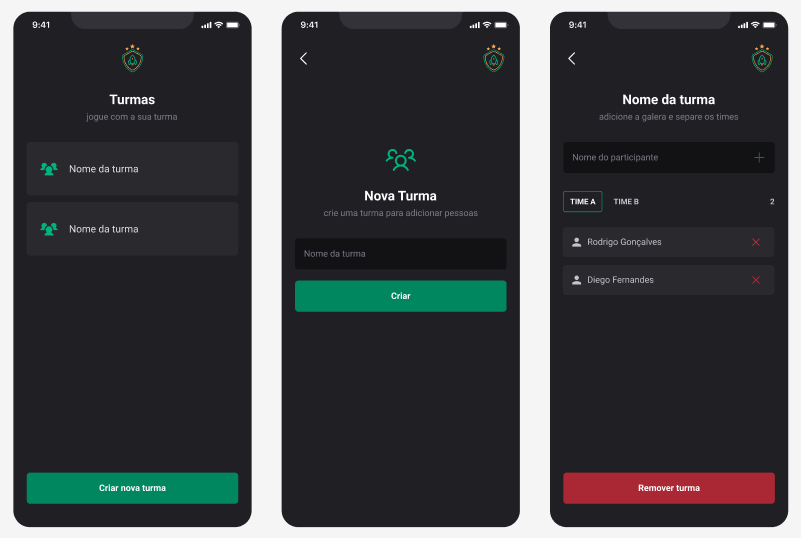 9:41
Turmas
jogue com a sua turma
Nome da turma
Nome da turma
Criar nova turma
9:41
Nova Turma
crie uma turma para adicionar pessoas
Nome da turma
Criar
9:41
Nome da turma
adicione a galera e separe os times
Nome do participante
TIME A TIME B 2
Rodrigo Gonçalves
Diego Fernandes
Remover turma